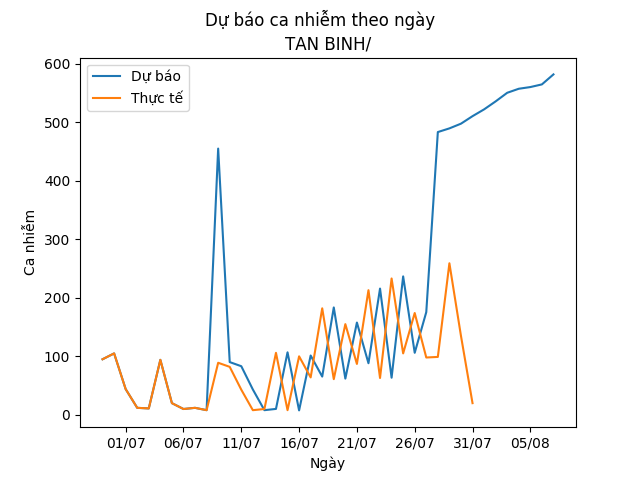 Dự báo ca nhiễm theo ngày
TAN BINH/
Dự báo
Thực tế
Ca nhiễm
600
500
400
300
200
100
0
01/07 06/07 11/07 16/07 21/07 26/07 31/07 05/08
Ngày